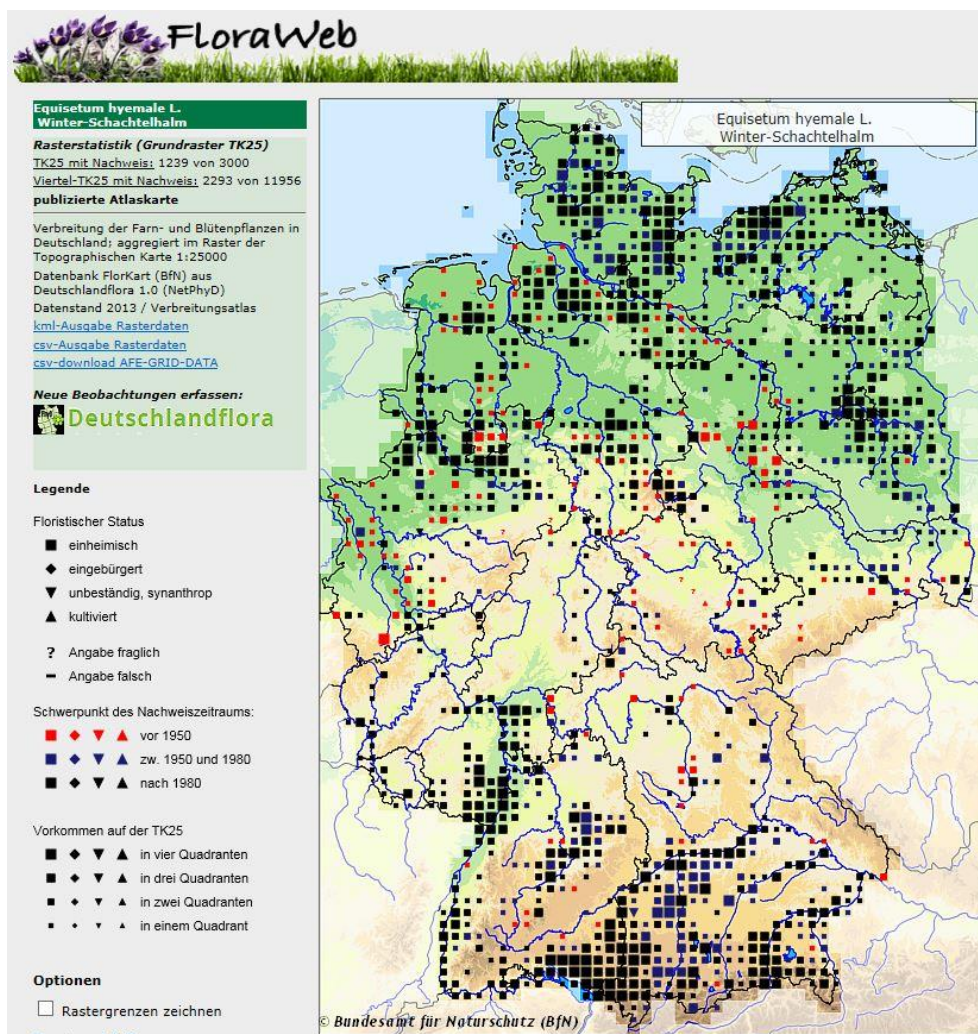 FloraWeb
Equisetum hyemale L.
Winter-Schachtelhalm
Rasterstatistik (Grundraster TK25)
TK25 mit Nachweis: 1239 von 3000
Viertel-TK25 mit Nachweis: 2293 von 11956
publizierte Atlaskarte
Verbreitung der Farn- und Blütenpflanzen in
Deutschland; aggregiert im Raster der
Topographischen Karte 1:25000
Datenbank FlorKart (BfN) aus
Deutschlandflora 1.0 (NetPhyD)
Datenstand 2013 / Verbreitungsatlas
kml-Ausgabe Rasterdaten
csv-Ausgabe Rasterdaten
csv-download AFE-GRID-DATA
Neue Beobachtungen erfassen:
Deutschlandflora
Legende
Floristischer Status
einheimisch
eingebürgert
unbeständig, synanthrop
kultiviert
? Angabe fraglich
Angabe falsch
Schwerpunkt des Nachweiszeitraums:
vor 1950
zw. 1950 und 1980
nach 1980
Vorkommen auf der TK25
in vier Quadranten
in drei Quadranten
in zwei Quadranten
in einem Quadrant
Optionen
Rastergrenzen zeichnen
Equisetum hyemale L.
Winter-Schachtelhalm
© Bundesamt für Naturschutz (BfN)